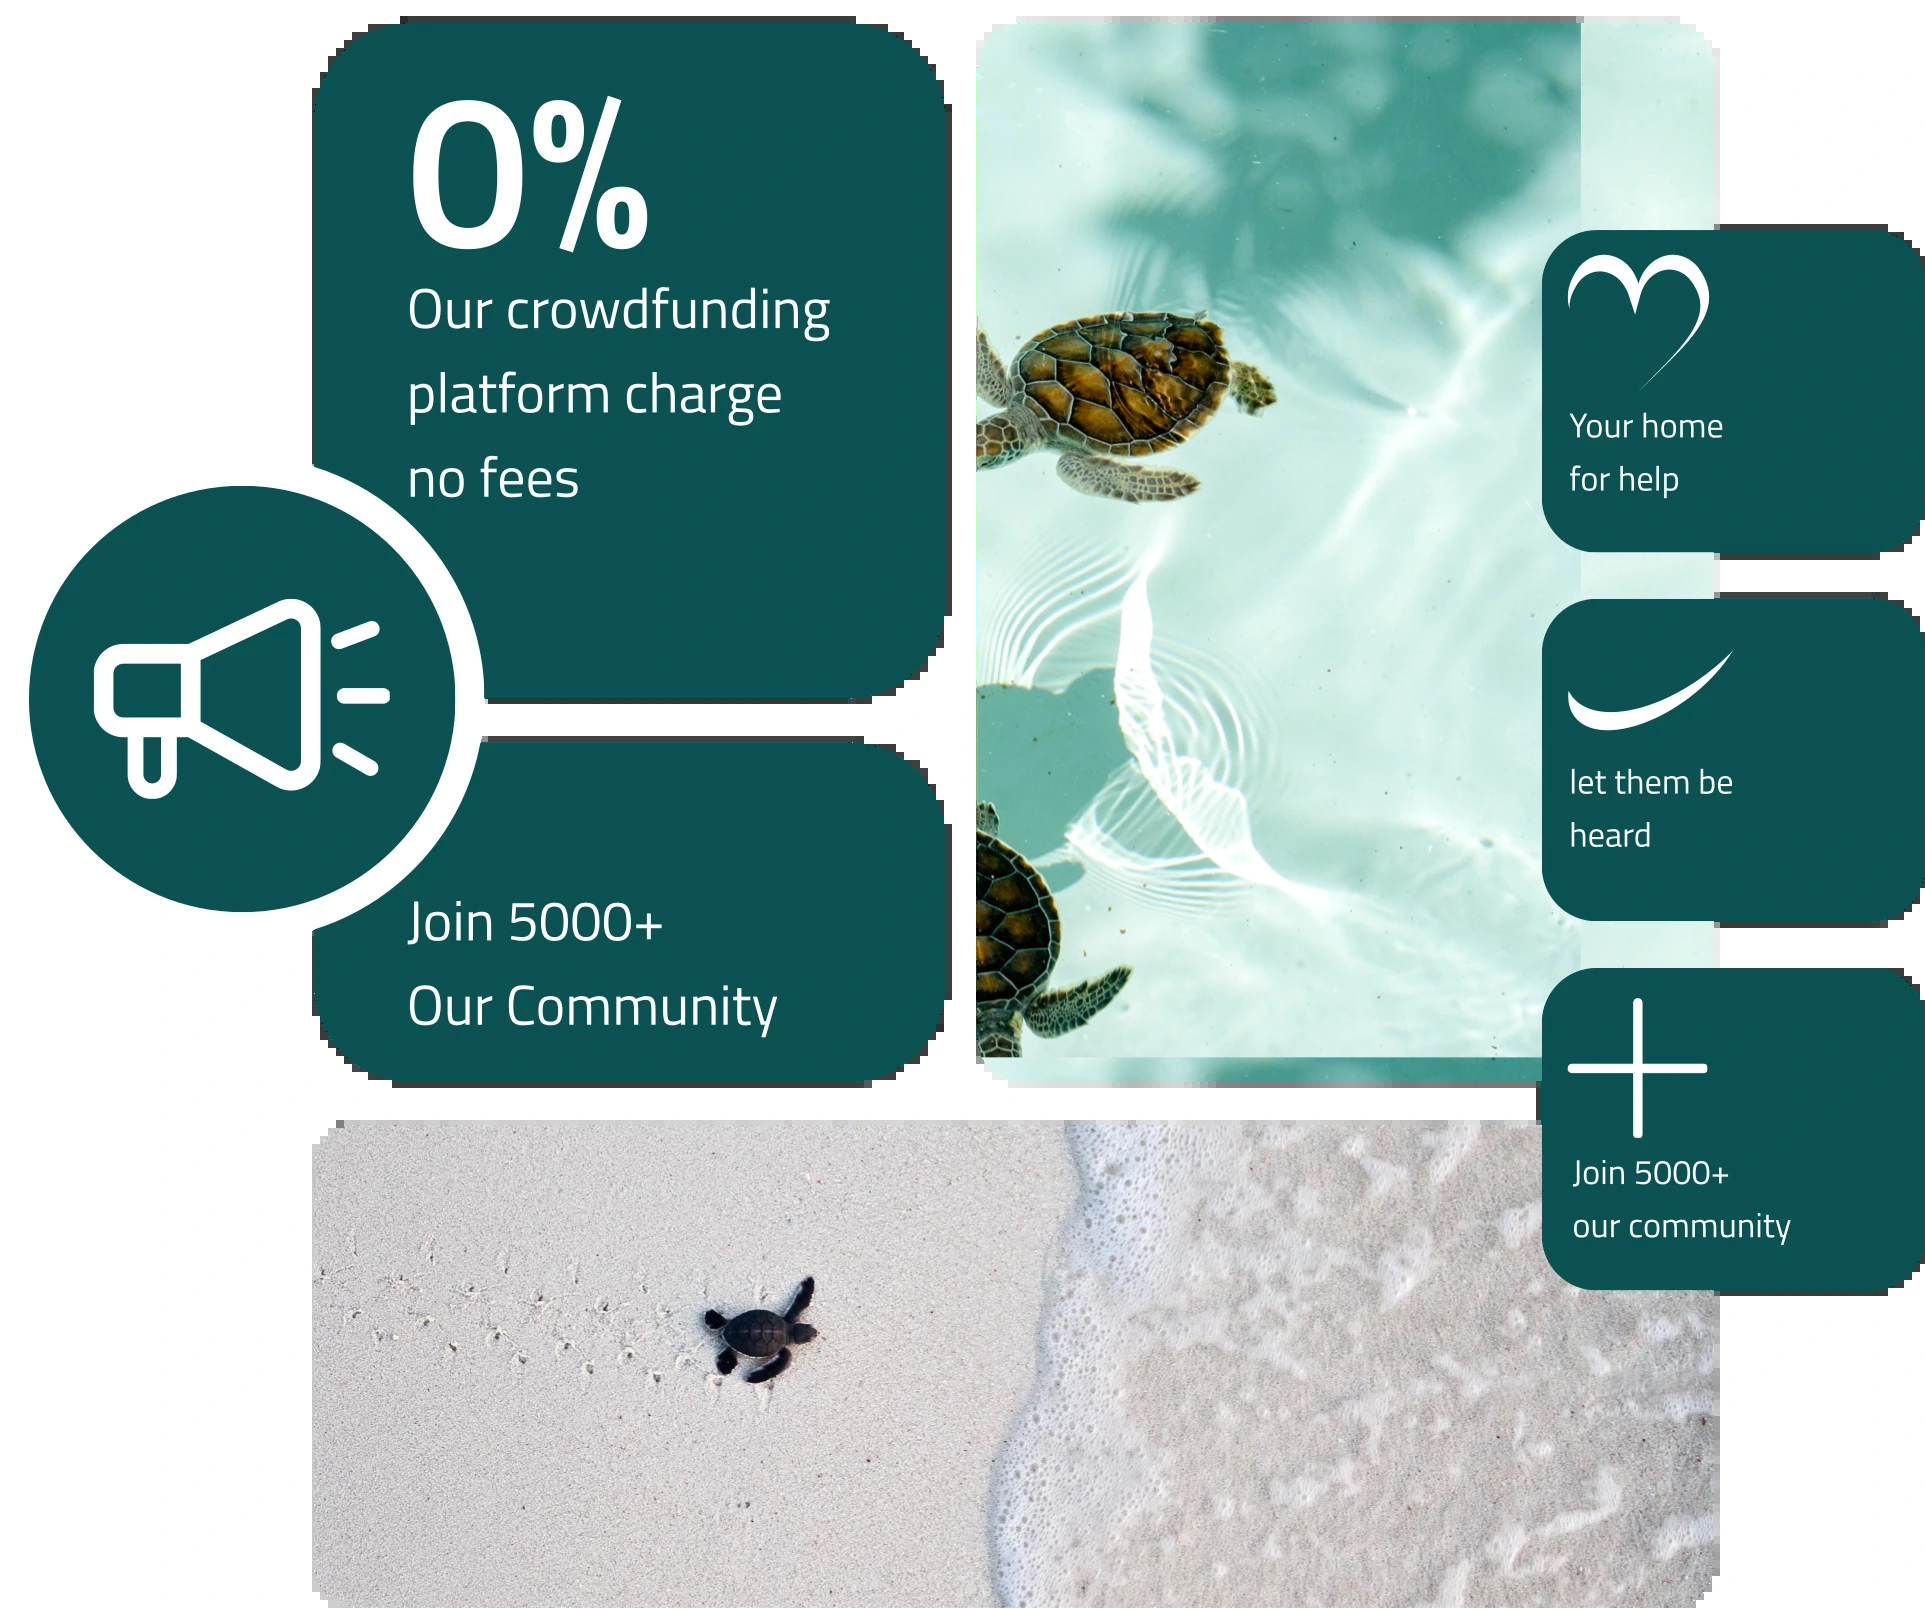 0%
Our crowdfunding
platform charge
no fees
Join 5000+
Our Community
Your home
for help
let them be
heard
Join 5000+
our community